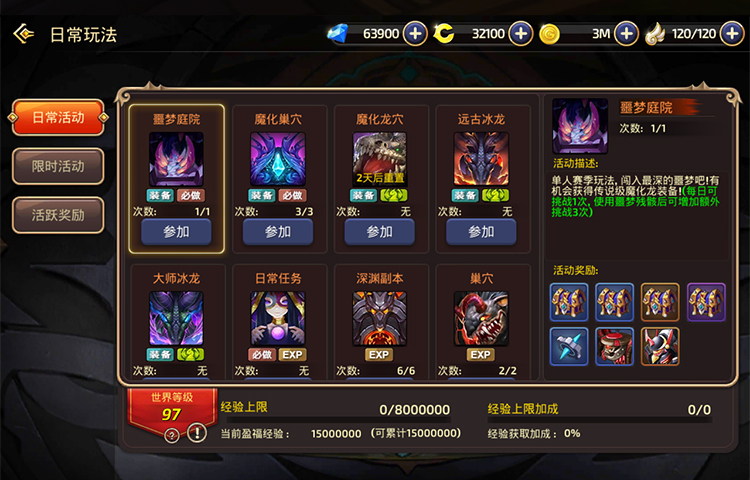 日常玩法
63900
32100
3M
120/120
日常活动
限时活动
活跃奖励
噩梦庭院
装备 必做
次数: 1/1
参加
魔化巢穴
装备 必做
次数: 3/3
参加
魔化龙穴
2天后重置
装备
次数: 无
参加
远古冰龙
装备
次数: 无
参加
大师冰龙
装备
次数: 无
日常任务
必做 EXP
次数: 无
深渊副本
EXP
次数: 6/6
巢穴
EXP
次数: 2/2
噩梦庭院
次数: 1/1
活动描述:
单人赛季玩法, 闯入最深的噩梦吧!有
机会获得传说级魔化龙装备!(每日可
挑战1次, 使用噩梦残骸后可增加额外
挑战3次)
活动奖励:
世界等级
97
经验上限 0/8000000
经验上限加成 0/0
当前盈福经验: 15000000 (可累计15000000)
经验获取加成: 0%